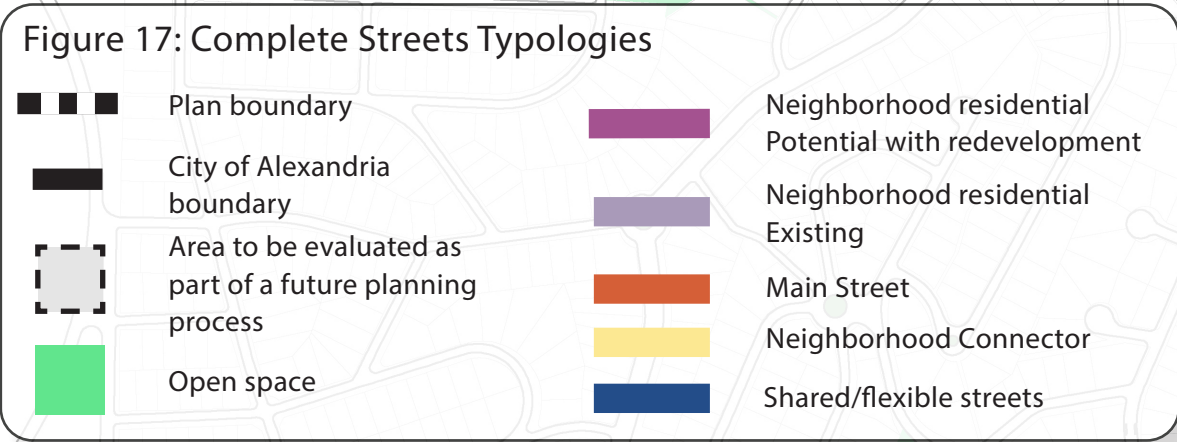 Figure 17: Complete Streets Typologies
Plan boundary
City of Alexandria
boundary
Area to be evaluated as
part of a future planning
process
Open space
Neighborhood residential
Potential with redevelopment
Neighborhood residential
Existing
Main Street
Neighborhood Connector
Shared/flexible streets